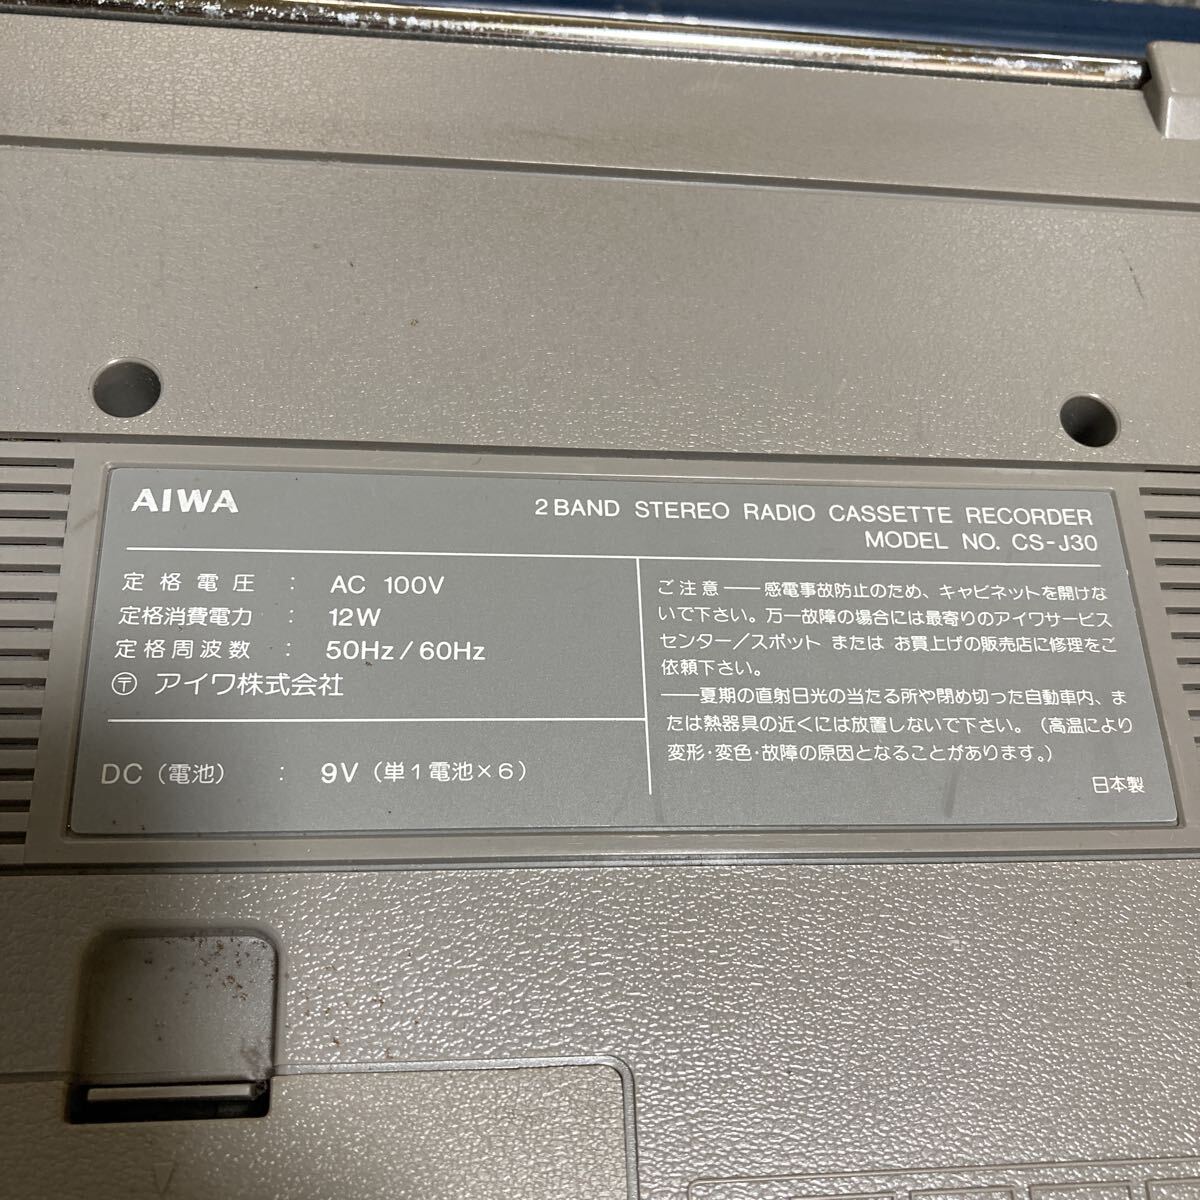 AIWA
2 BAND STEREO RADIO CASSETTE RECORDER
MODEL NO. CS-J30
定格電圧 : AC 100V
定格消費電力 : 12W
定格周波数 : 50Hz/60Hz
〶 アイワ株式会社
DC (電池) : 9V (単1電池×6)
ご注意――感電事故防止のため、キャビネットを開けな
いで下さい。万一故障の場合には最寄りのアイワサービス
センター/スポット または お買上げの販売店に修理をご
依頼下さい。
――夏期の直射日光の当たる所や閉め切った自動車内、ま
たは熱器具の近くには放置しないで下さい。(高温により
変形・変色・故障の原因となることがあります。)
日本製